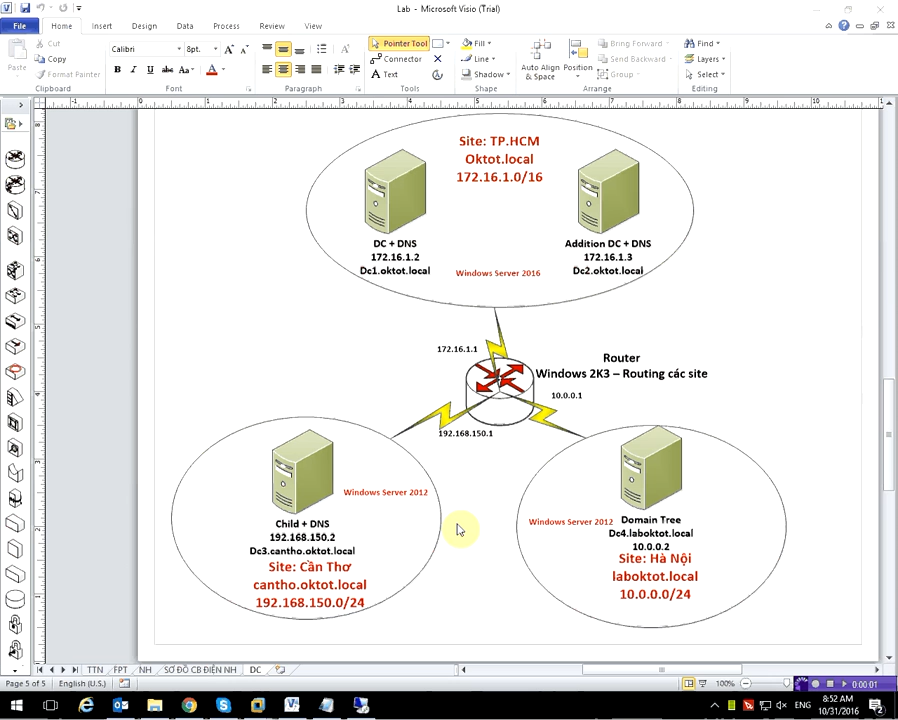 Lab - Microsoft Visio (Trial)
File Home Insert Design Data Process Review View
Paste
Cut
Copy
Format Painter
Clipboard
Calibri 8pt.
B I U abc Aa A
Font
Paragraph
Pointer Tool
Connector
Text
Tools
Fill
Line
Shadow
Shape
Auto Align & Space
Position
Bring Forward
Send Backward
Group
Arrange
Find
Layers
Select
Editing
Site: TP.HCM
Oktot.local
172.16.1.0/16
DC + DNS
172.16.1.2
Dc1.oktot.local
Addition DC + DNS
172.16.1.3
Dc2.oktot.local
Windows Server 2016
172.16.1.1
Router
Windows 2K3 – Routing các site
10.0.0.1
192.168.150.1
Windows Server 2012
Child + DNS
192.168.150.2
Dc3.cantho.oktot.local
Site: Cần Thơ
cantho.oktot.local
192.168.150.0/24
Windows Server 2012
Domain Tree
Dc4.laboktot.local
10.0.0.2
Site: Hà Nội
laboktot.local
10.0.0.0/24
TTN FPT NH SƠ ĐỒ CB ĐIỆN NH DC
Page 5 of 5 English (U.S.) 100% 0:00:01
ENG
8:52 AM
10/31/2016